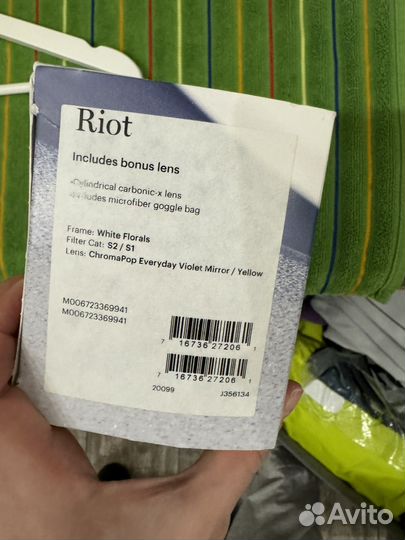 Riot
Includes bonus lens
•Cylindrical carbonic-x lens
•Includes microfiber goggle bag
Frame: White Florals
Filter Cat: S2 / S1
Lens: ChromaPop Everyday Violet Mirror / Yellow
M006723369941
M006723369941
7 16736 27206 1
7 16736 27206 1
20099 J356134
Avito